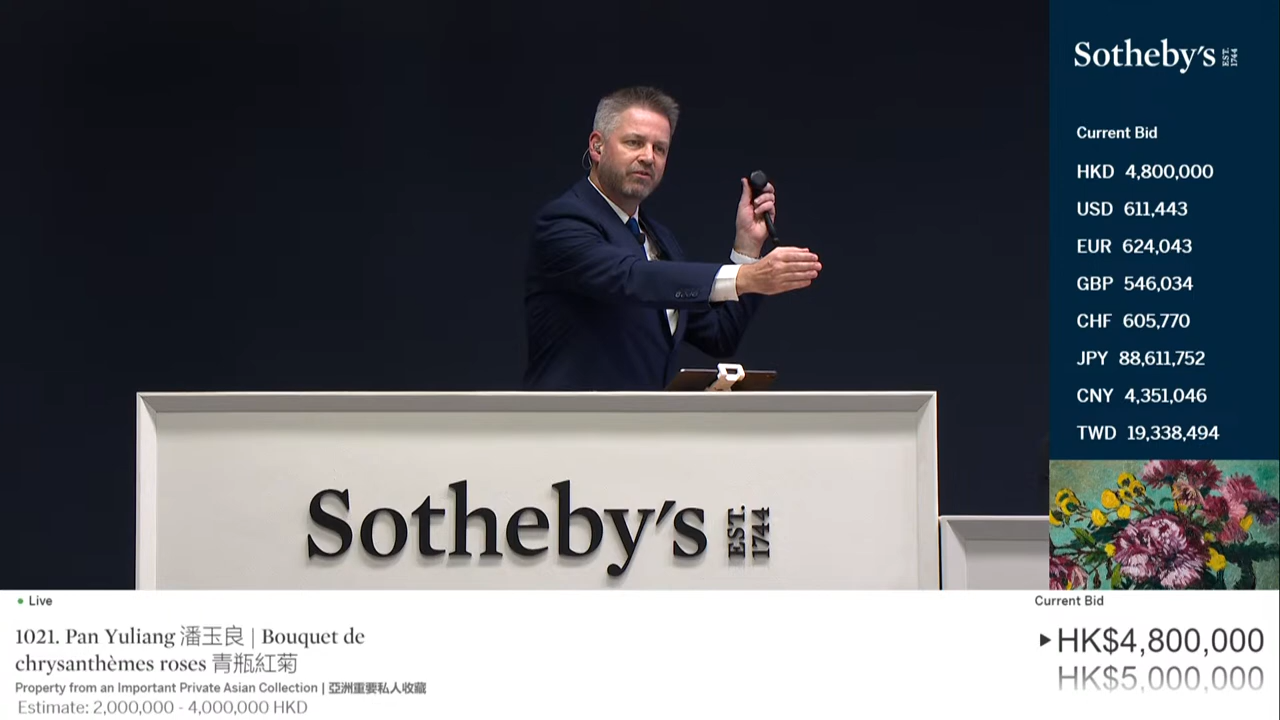 Sotheby's EST. 1744
Current Bid
HKD 4,800,000
USD 611,443
EUR 624,043
GBP 546,034
CHF 605,770
JPY 88,611,752
CNY 4,351,046
TWD 19,338,494
Sotheby's EST. 1744
Live
1021. Pan Yuliang 潘玉良 | Bouquet de
chrysanthèmes roses 青瓶紅菊
Property from an Important Private Asian Collection | 亞洲重要私人收藏
Estimate: 2,000,000 - 4,000,000 HKD
Current Bid
HK$4,800,000
HK$5,000,000